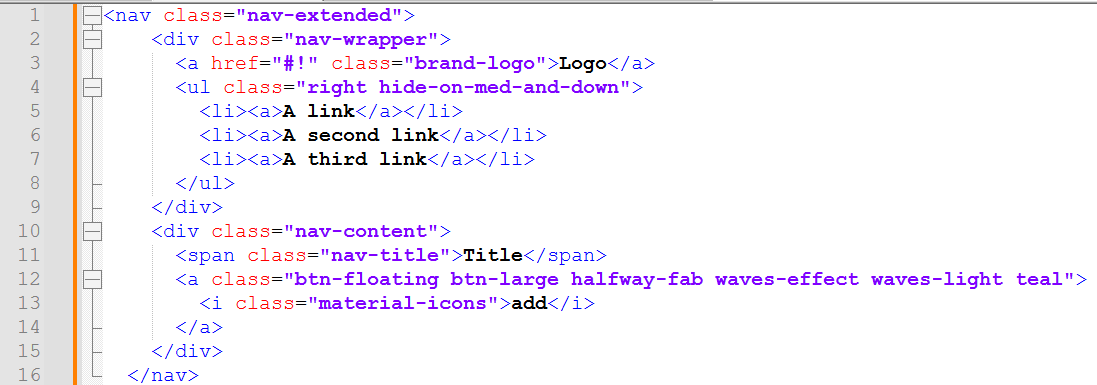 1 <nav class="nav-extended">
2 <div class="nav-wrapper">
3 <a href="#!" class="brand-logo">Logo</a>
4 <ul class="right hide-on-med-and-down">
5 <li><a>A link</a></li>
6 <li><a>A second link</a></li>
7 <li><a>A third link</a></li>
8 </ul>
9 </div>
10 <div class="nav-content">
11 <span class="nav-title">Title</span>
12 <a class="btn-floating btn-large halfway-fab waves-effect waves-light teal">
13 <i class="material-icons">add</i>
14 </a>
15 </div>
16 </nav>